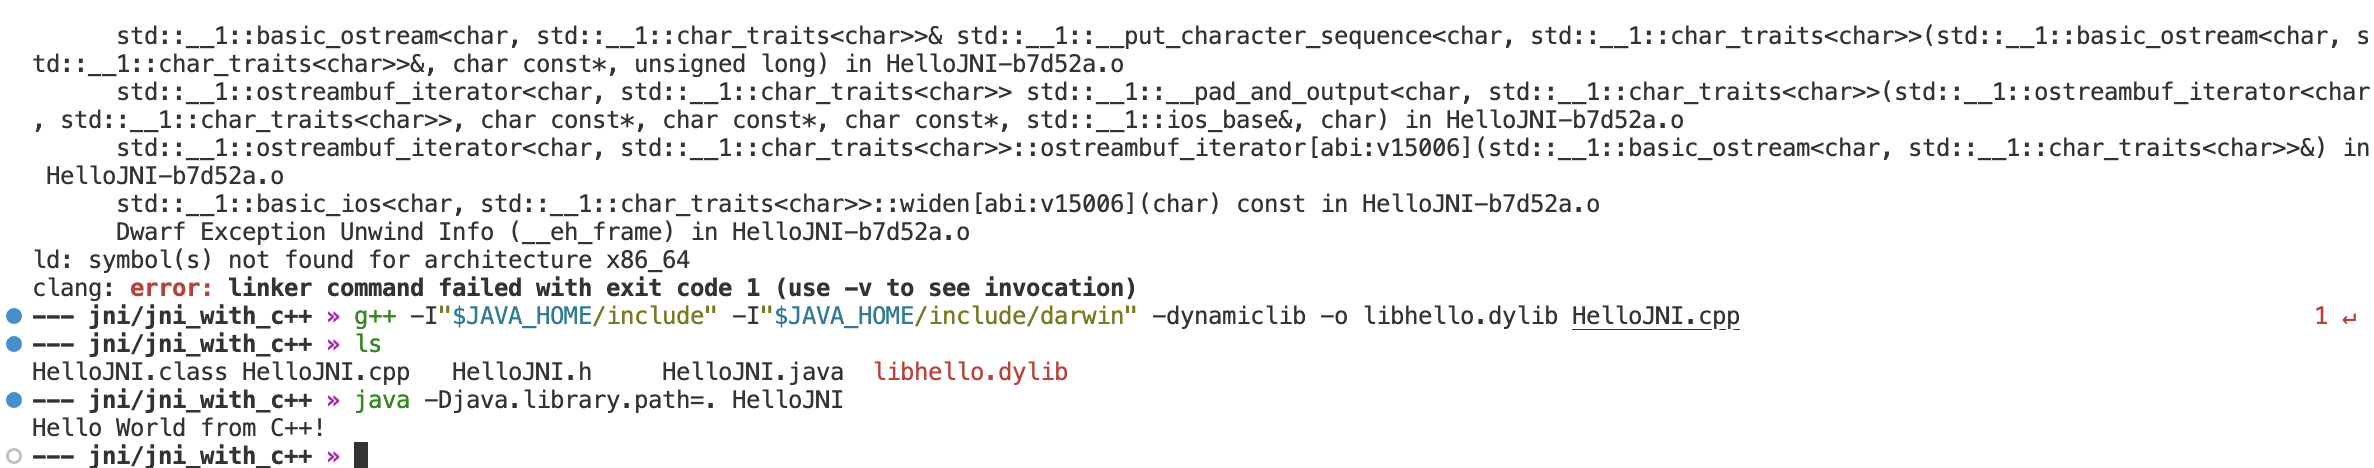 std::__1::basic_ostream<char, std::__1::char_traits<char>>& std::__1::__put_character_sequence<char, std::__1::char_traits<char>>(std::__1::basic_ostream<char, s
td::__1::char_traits<char>>&, char const*, unsigned long) in HelloJNI-b7d52a.o
std::__1::ostreambuf_iterator<char, std::__1::char_traits<char>> std::__1::__pad_and_output<char, std::__1::char_traits<char>>(std::__1::ostreambuf_iterator<char
, std::__1::char_traits<char>>, char const*, char const*, char const*, std::__1::ios_base&, char) in HelloJNI-b7d52a.o
std::__1::ostreambuf_iterator<char, std::__1::char_traits<char>>::ostreambuf_iterator[abi:v15006](std::__1::basic_ostream<char, std::__1::char_traits<char>>&) in
HelloJNI-b7d52a.o
std::__1::basic_ios<char, std::__1::char_traits<char>>::widen[abi:v15006](char) const in HelloJNI-b7d52a.o
Dwarf Exception Unwind Info (__eh_frame) in HelloJNI-b7d52a.o
ld: symbol(s) not found for architecture x86_64
clang: error: linker command failed with exit code 1 (use -v to see invocation)
--- jni/jni_with_c++ » g++ -I"$JAVA_HOME/include" -I"$JAVA_HOME/include/darwin" -dynamiclib -o libhello.dylib HelloJNI.cpp 1 ↵
--- jni/jni_with_c++ » ls
HelloJNI.class HelloJNI.cpp HelloJNI.h HelloJNI.java libhello.dylib
--- jni/jni_with_c++ » java -Djava.library.path=. HelloJNI
Hello World from C++!
--- jni/jni_with_c++ »